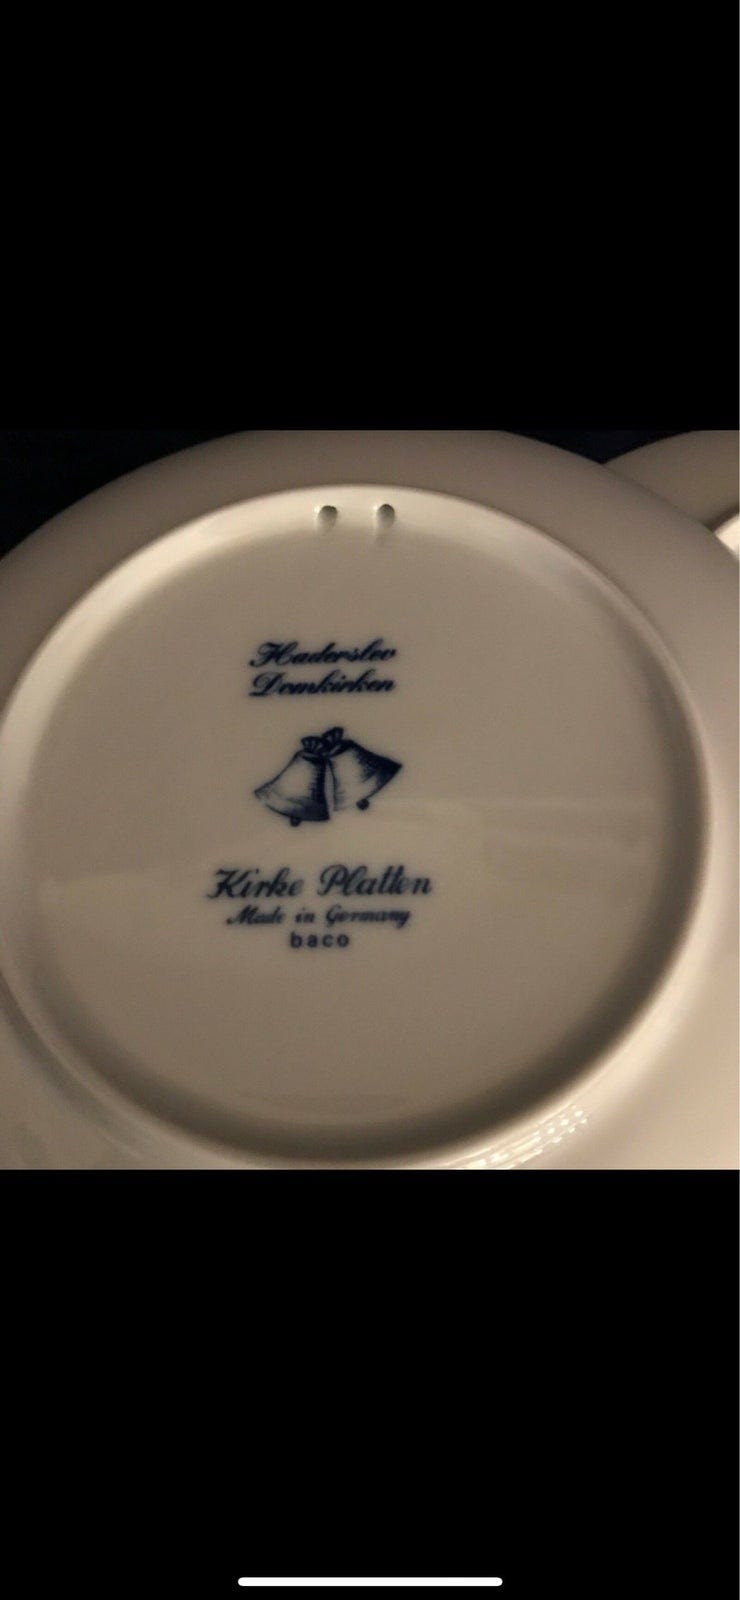 Haderslev
Domkirken
Kirke Platten
Made in Germany
baco